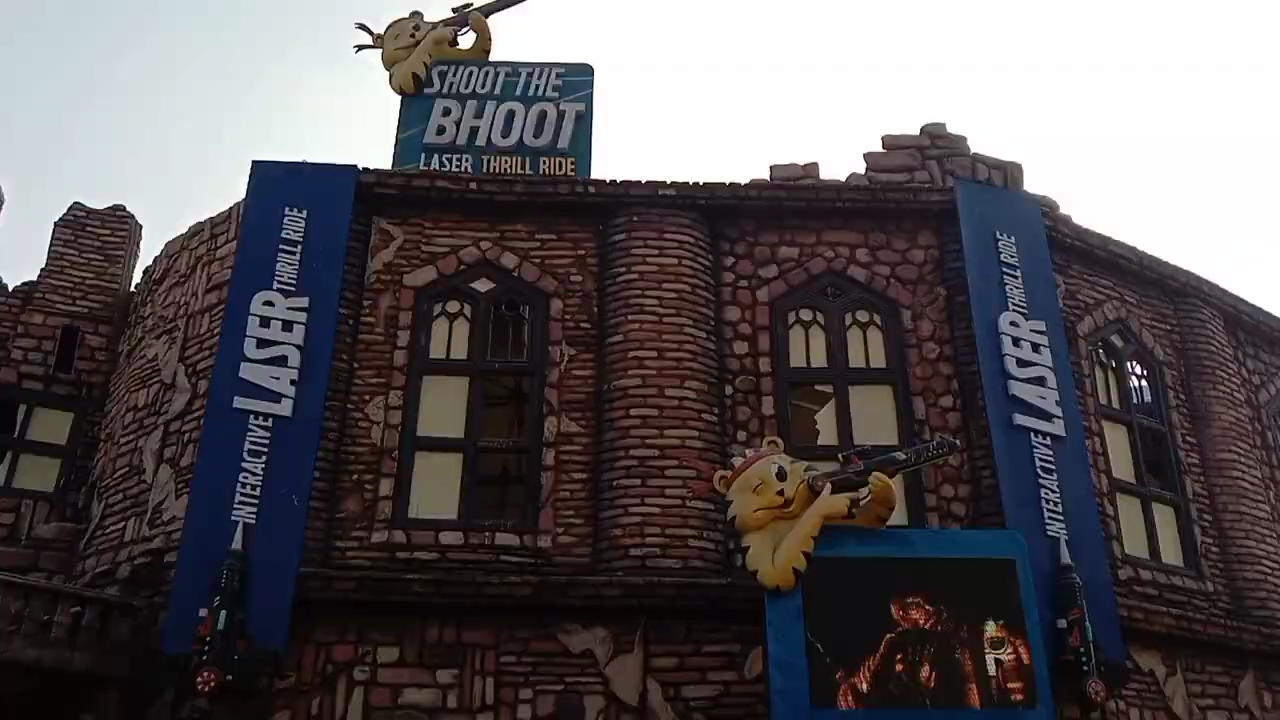 SHOOT THE
BHOOT
LASER THRILL RIDE
INTERACTIVE LASER THRILL RIDE
INTERACTIVE LASER THRILL RIDE